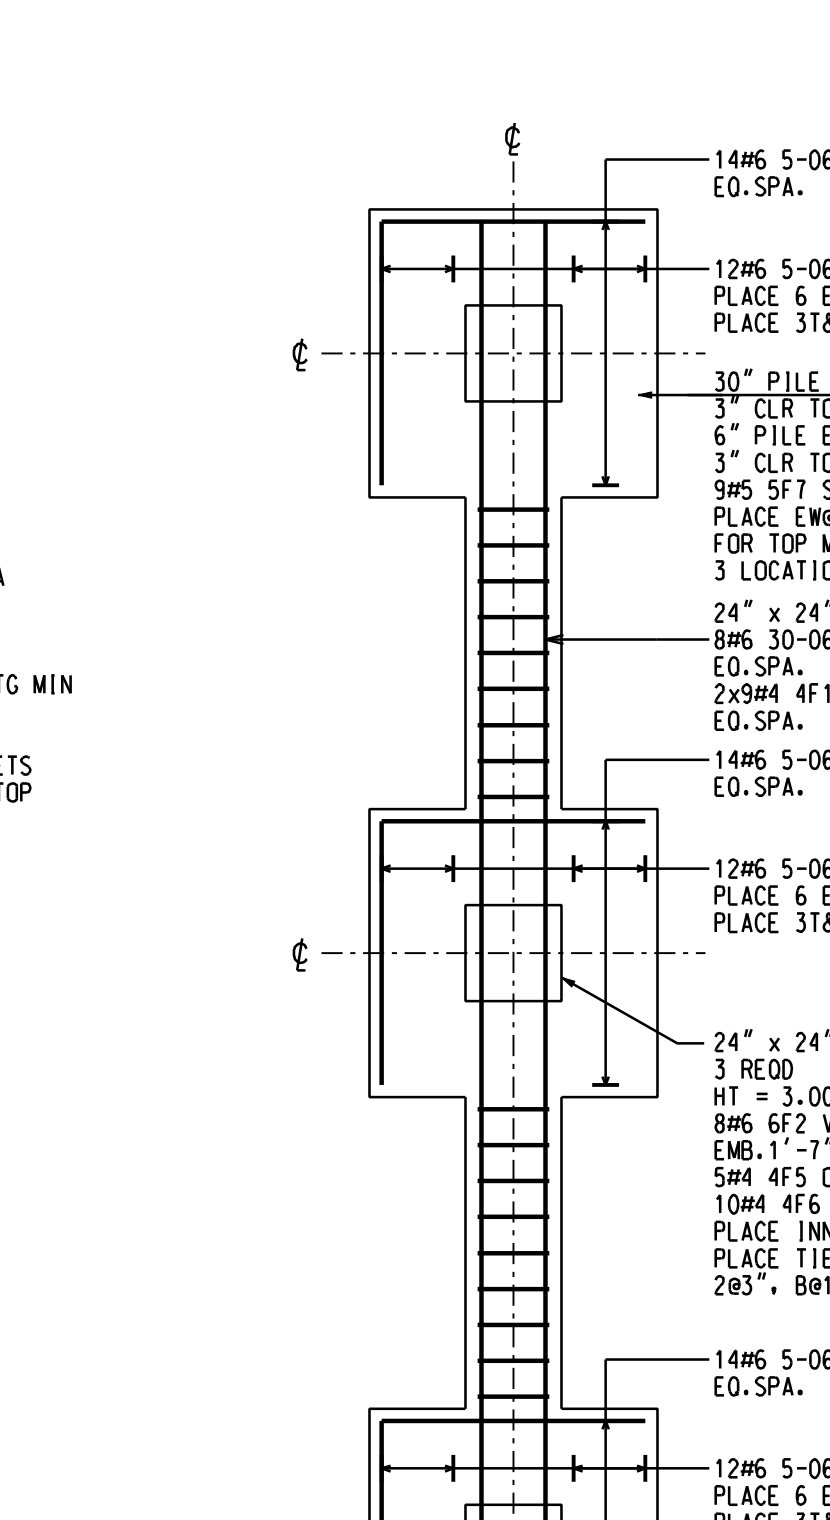 ℄
14#6 5-06
EQ.SPA.
12#6 5-06
PLACE 6 E
PLACE 3T&
℄
30" PILE
3" CLR TO
6" PILE E
3" CLR TO
9#5 5F7 S
PLACE EW@
FOR TOP M
3 LOCATIO
A
24" x 24"
8#6 30-06
EQ.SPA.
2x9#4 4F1
EQ.SPA.
TG MIN
ETS
TOP
14#6 5-06
EQ.SPA.
12#6 5-06
PLACE 6 E
PLACE 3T&
℄
24" x 24"
3 REQD
HT = 3.00
8#6 6F2 V
EMB.1'-7"
5#4 4F5 C
10#4 4F6
PLACE INN
PLACE TIE
2@3", B@1
14#6 5-06
EQ.SPA.
12#6 5-06
PLACE 6 E
PLACE 3T&